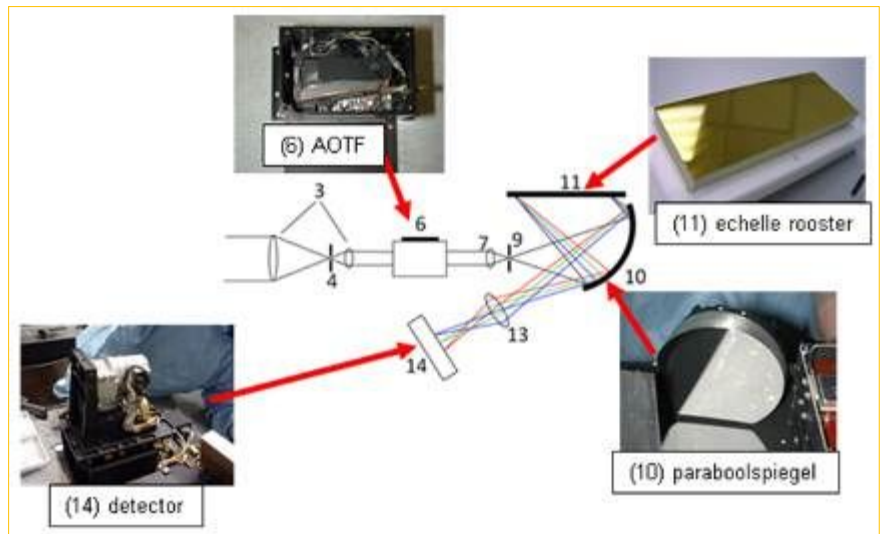 (6) AOTF
3
11
6
7
9
(11) echelle rooster
4
10
13
14
(10) paraboolspiegel
(14) detector